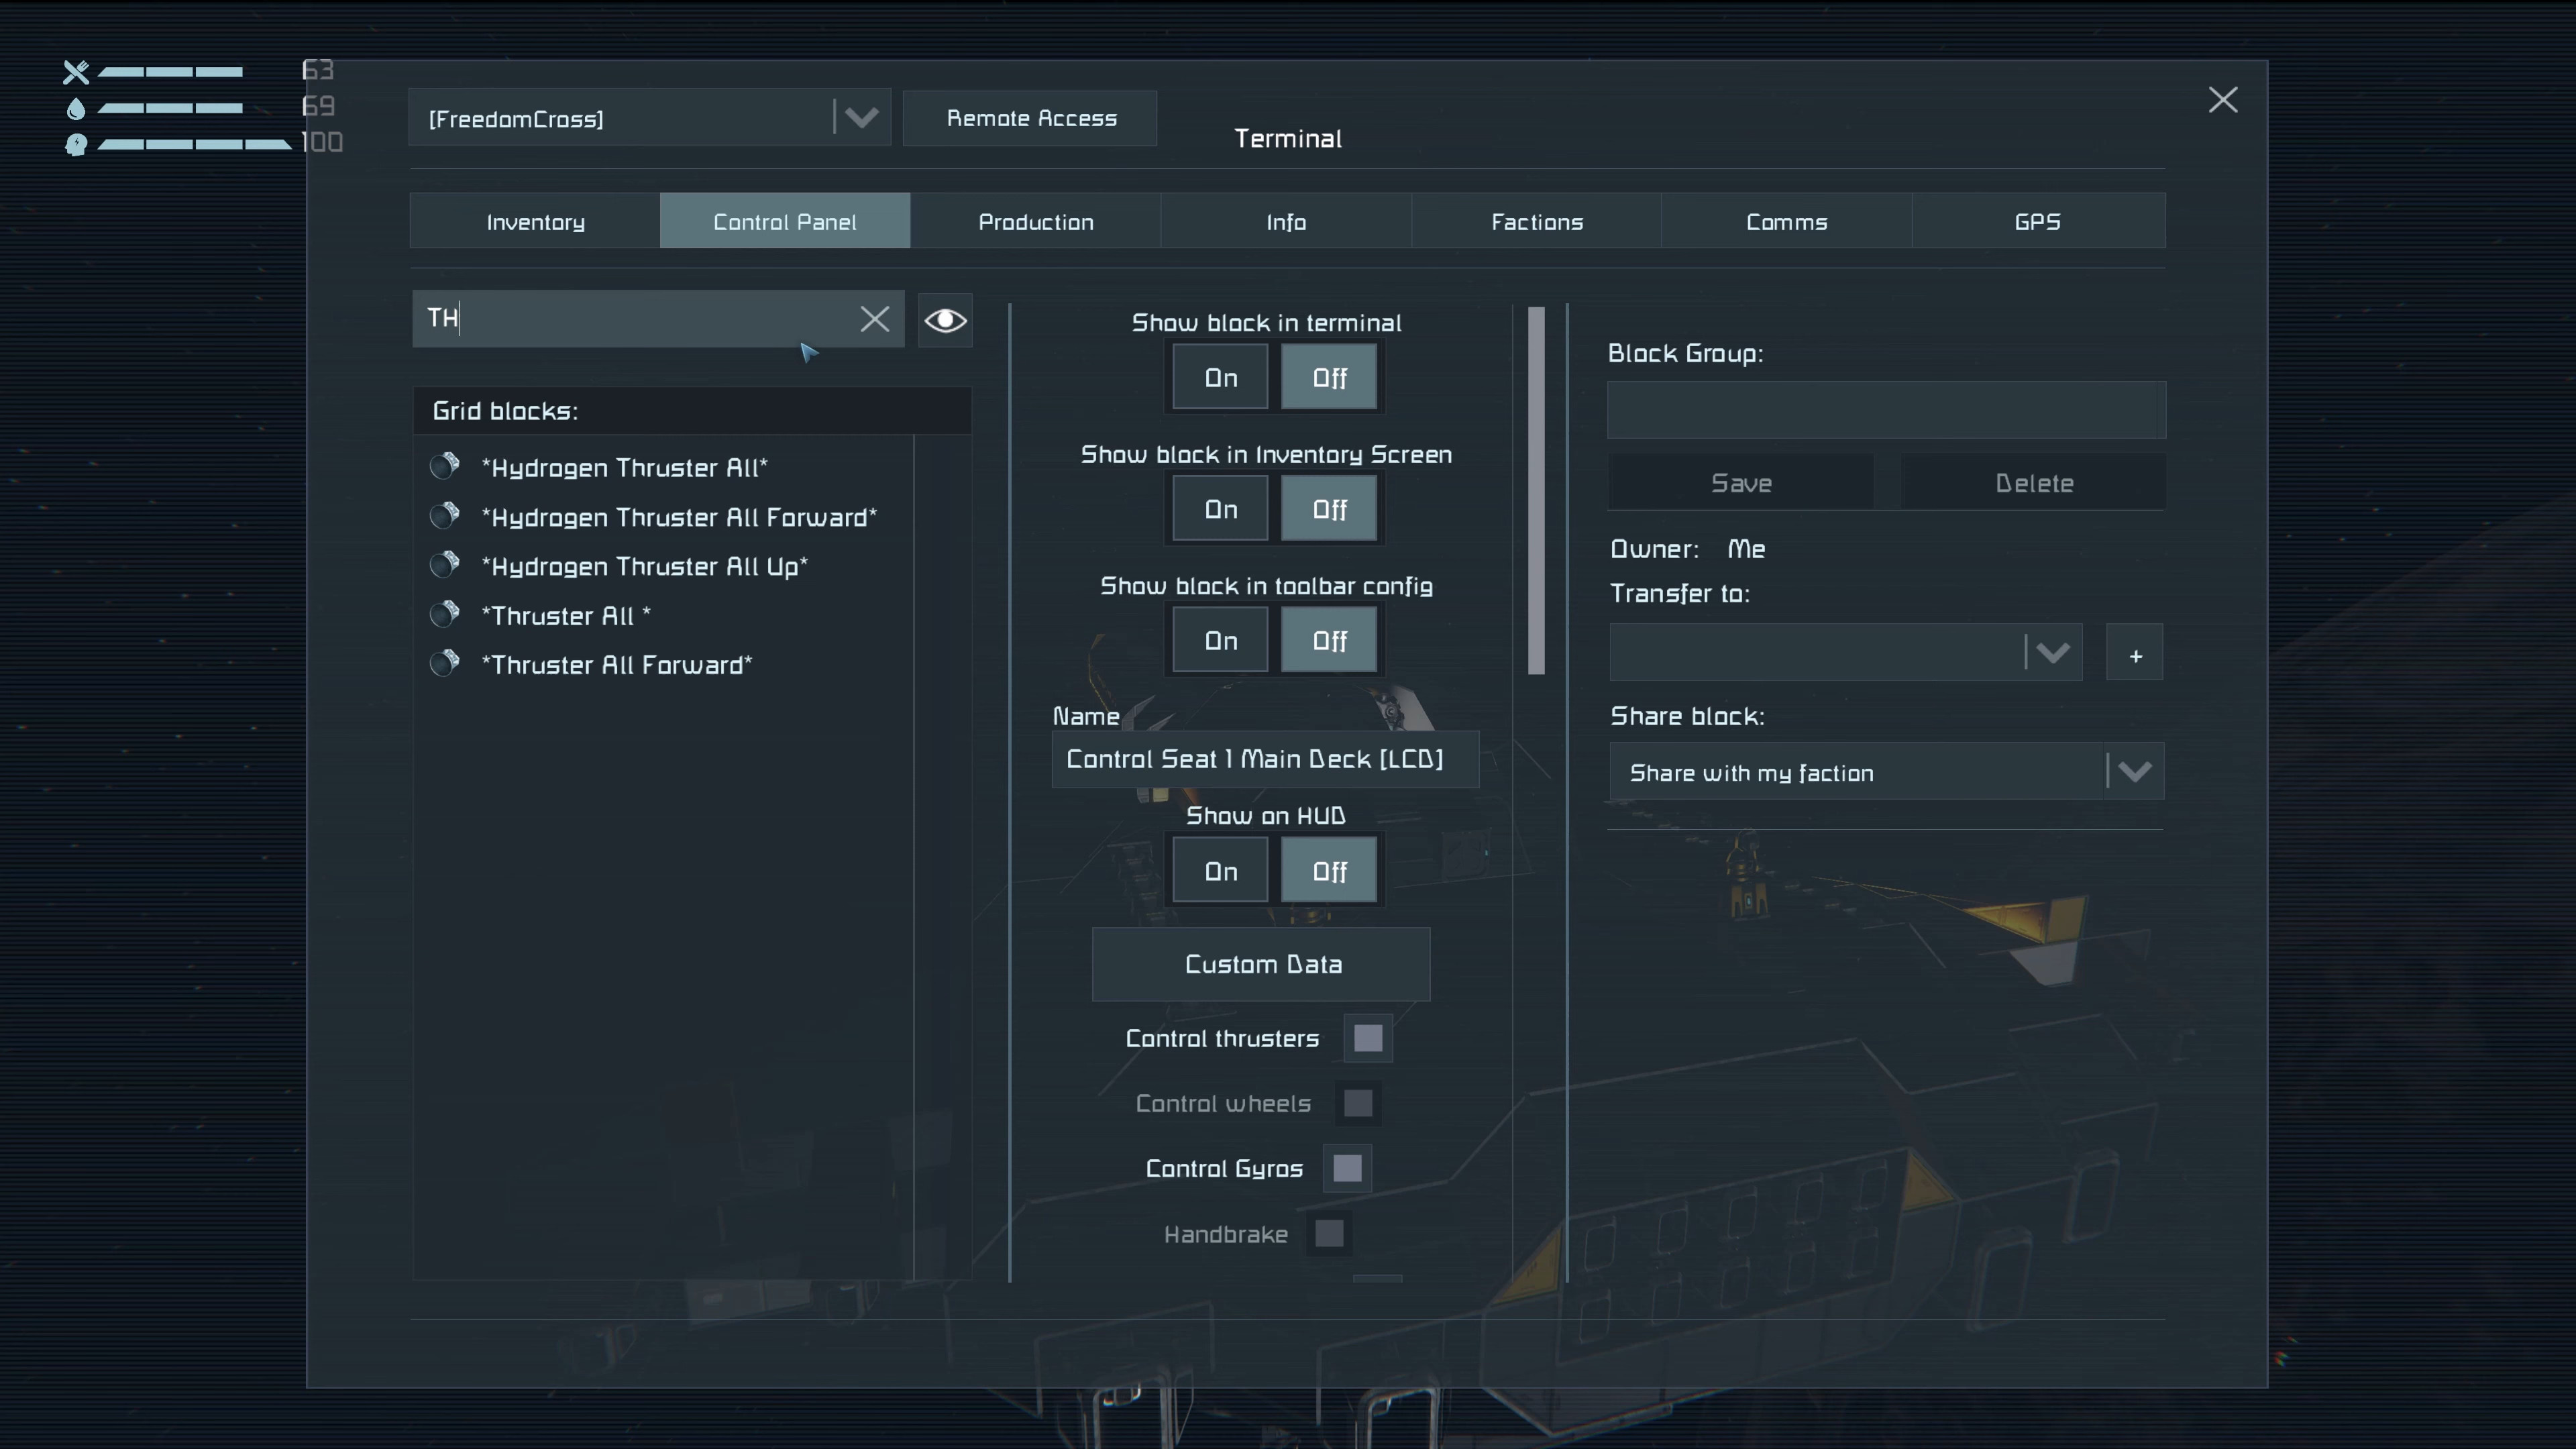 63
69
100
[FreedomCross]
Remote Access
Terminal
Inventory
Control Panel
Production
Info
Factions
Comms
GPS
TH
Grid blocks:
*Hydrogen Thruster All*
*Hydrogen Thruster All Forward*
*Hydrogen Thruster All Up*
*Thruster All *
*Thruster All Forward*
Show block in terminal
On Off
Show block in Inventory Screen
On Off
Show block in toolbar config
On Off
Name
Control Seat 1 Main Deck [LCD]
Show on HUD
On Off
Custom Data
Control thrusters
Control wheels
Control Gyros
Handbrake
Block Group:
Save Delete
Owner: Me
Transfer to:
+
Share block:
Share with my faction